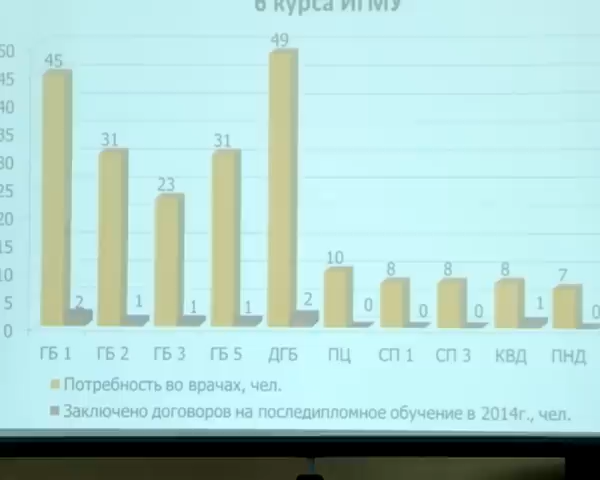 6 курса ИГМУ
50
45
40
35
30
25
20
15
10
5
0
45 31 23 31 49 10 8 8 8 7
2 1 1 1 2 0 0 0 1 0
ГБ 1 ГБ 2 ГБ 3 ГБ 5 ДГБ ПЦ СП 1 СП 3 КВД ПНД
Потребность во врачах, чел.
Заключено договоров на последипломное обучение в 2014г., чел.